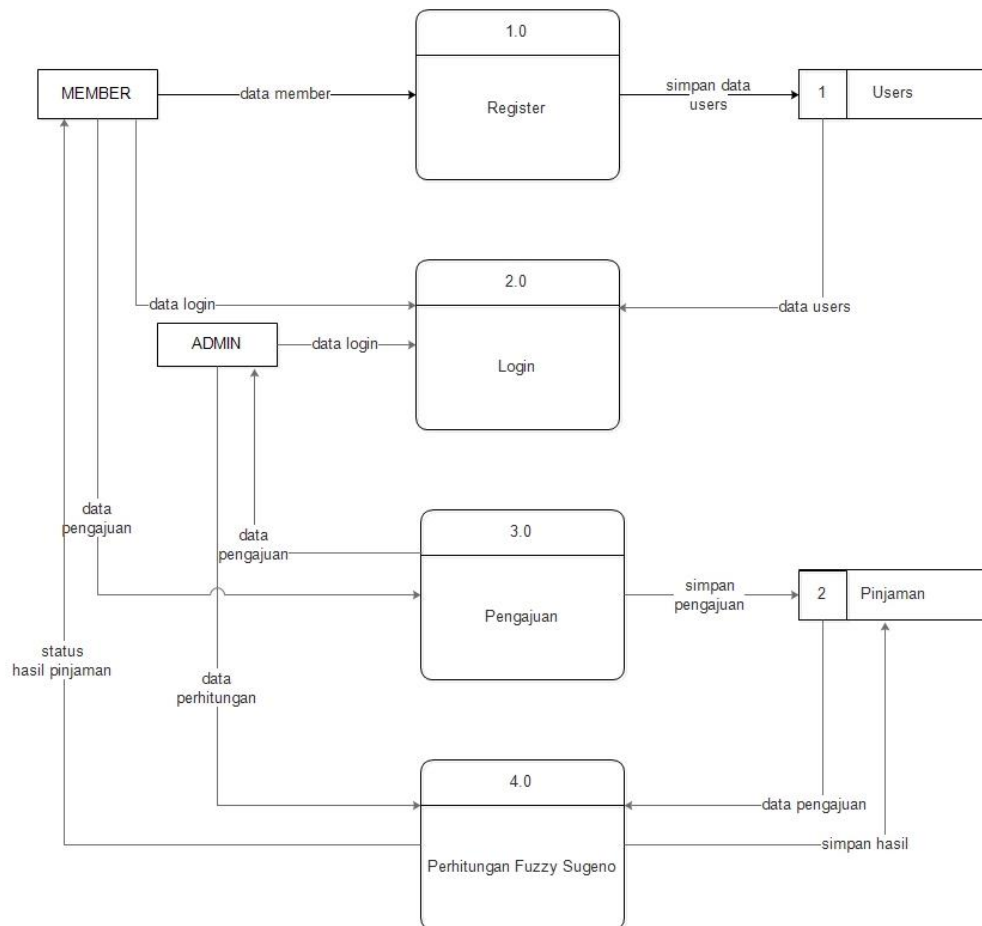 1.0
MEMBER
data member
Register
simpan data
users
1
Users
2.0
data login
data users
ADMIN
data login
Login
data
pengajuan
data
pengajuan
3.0
simpan
pengajuan
2
Pinjaman
Pengajuan
status
hasil pinjaman
data
perhitungan
4.0
data pengajuan
simpan hasil
Perhitungan Fuzzy Sugeno